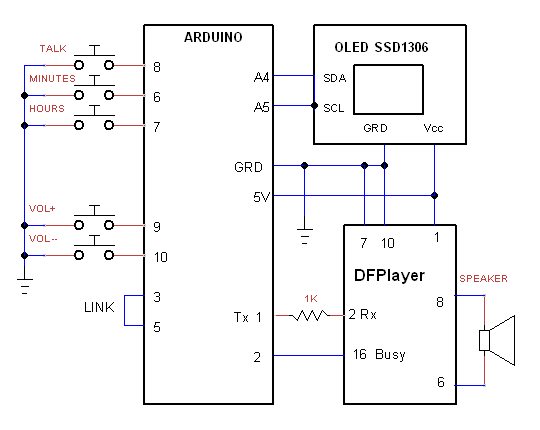 ARDUINO
OLED SSD1306
TALK
8
MINUTES
6
HOURS
7
A4
SDA
A5
SCL
GRD
Vcc
GRD
5V
VOL+
9
VOL--
10
7
10
1
DFPlayer
SPEAKER
3
LINK
5
Tx 1
1K
2 Rx
8
2
16 Busy
6